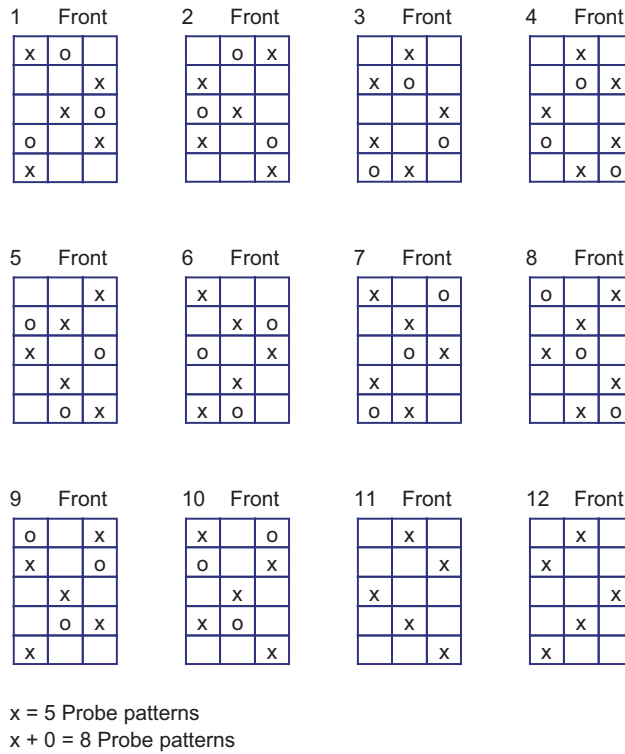 1 Front 2 Front 3 Front 4 Front
x o o x x x
x x x o o x
x o o x x x
o x x o x o o x
x x o x x o
5 Front 6 Front 7 Front 8 Front
x x x o o x
o x x o x x
x o o x o x x o
x x x x
o x x o o x x o
9 Front 10 Front 11 Front 12 Front
o x x o x x
x o o x x x
x x x x
o x x o x x
x x x x
x = 5 Probe patterns
x + 0 = 8 Probe patterns